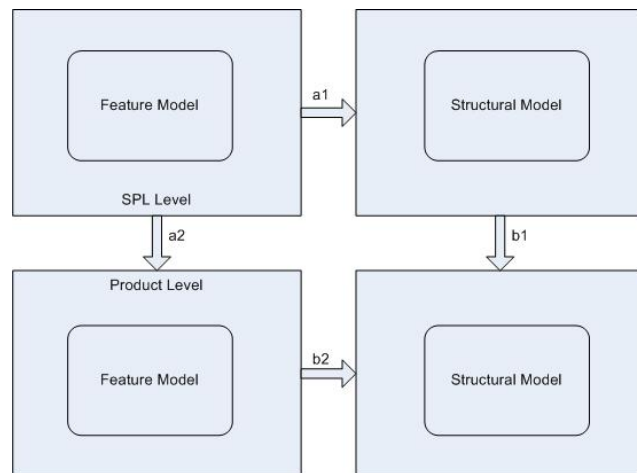 a1
Feature Model
Structural Model
SPL Level
a2
b1
Product Level
b2
Feature Model
Structural Model